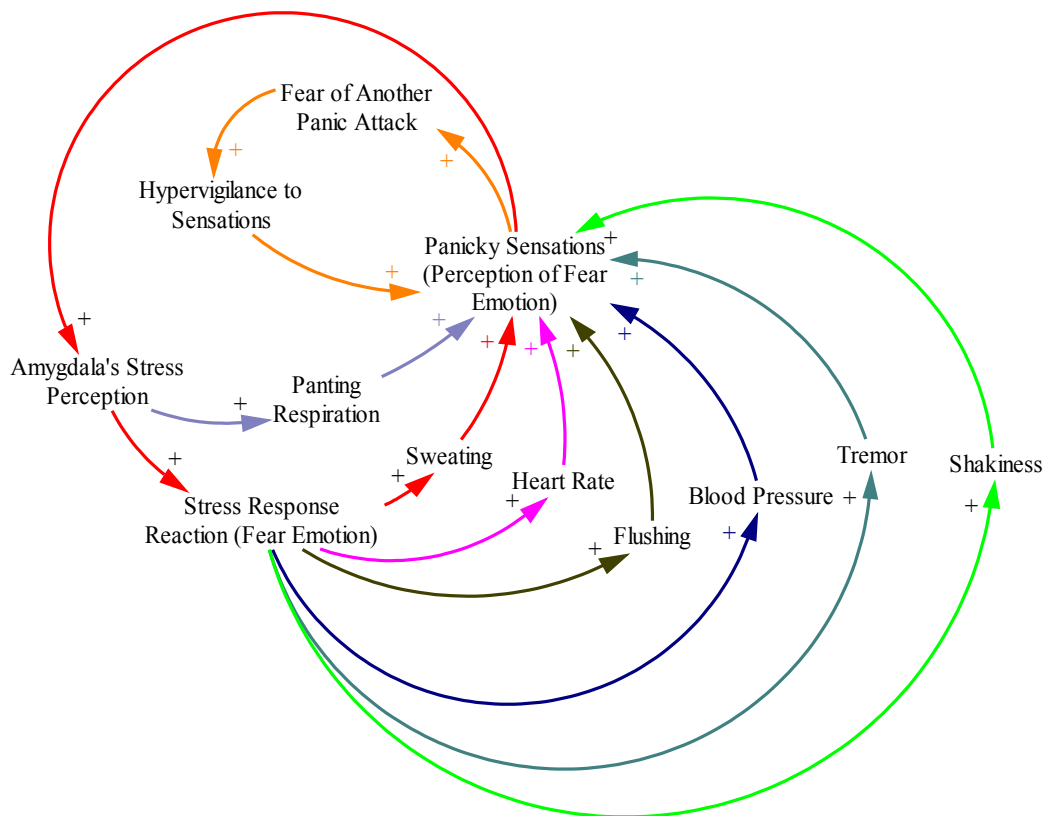 Fear of Another
Panic Attack
+
+
Hypervigilance to
Sensations
Panicky Sensations
(Perception of Fear
Emotion)
+
+
+
+
+
+
+
+
+
Amygdala's Stress
Perception
Panting
Respiration
+
+
Sweating
+
Heart Rate
+
Tremor
+
Shakiness
+
Blood Pressure
+
Stress Response
Reaction (Fear Emotion)
Flushing
+